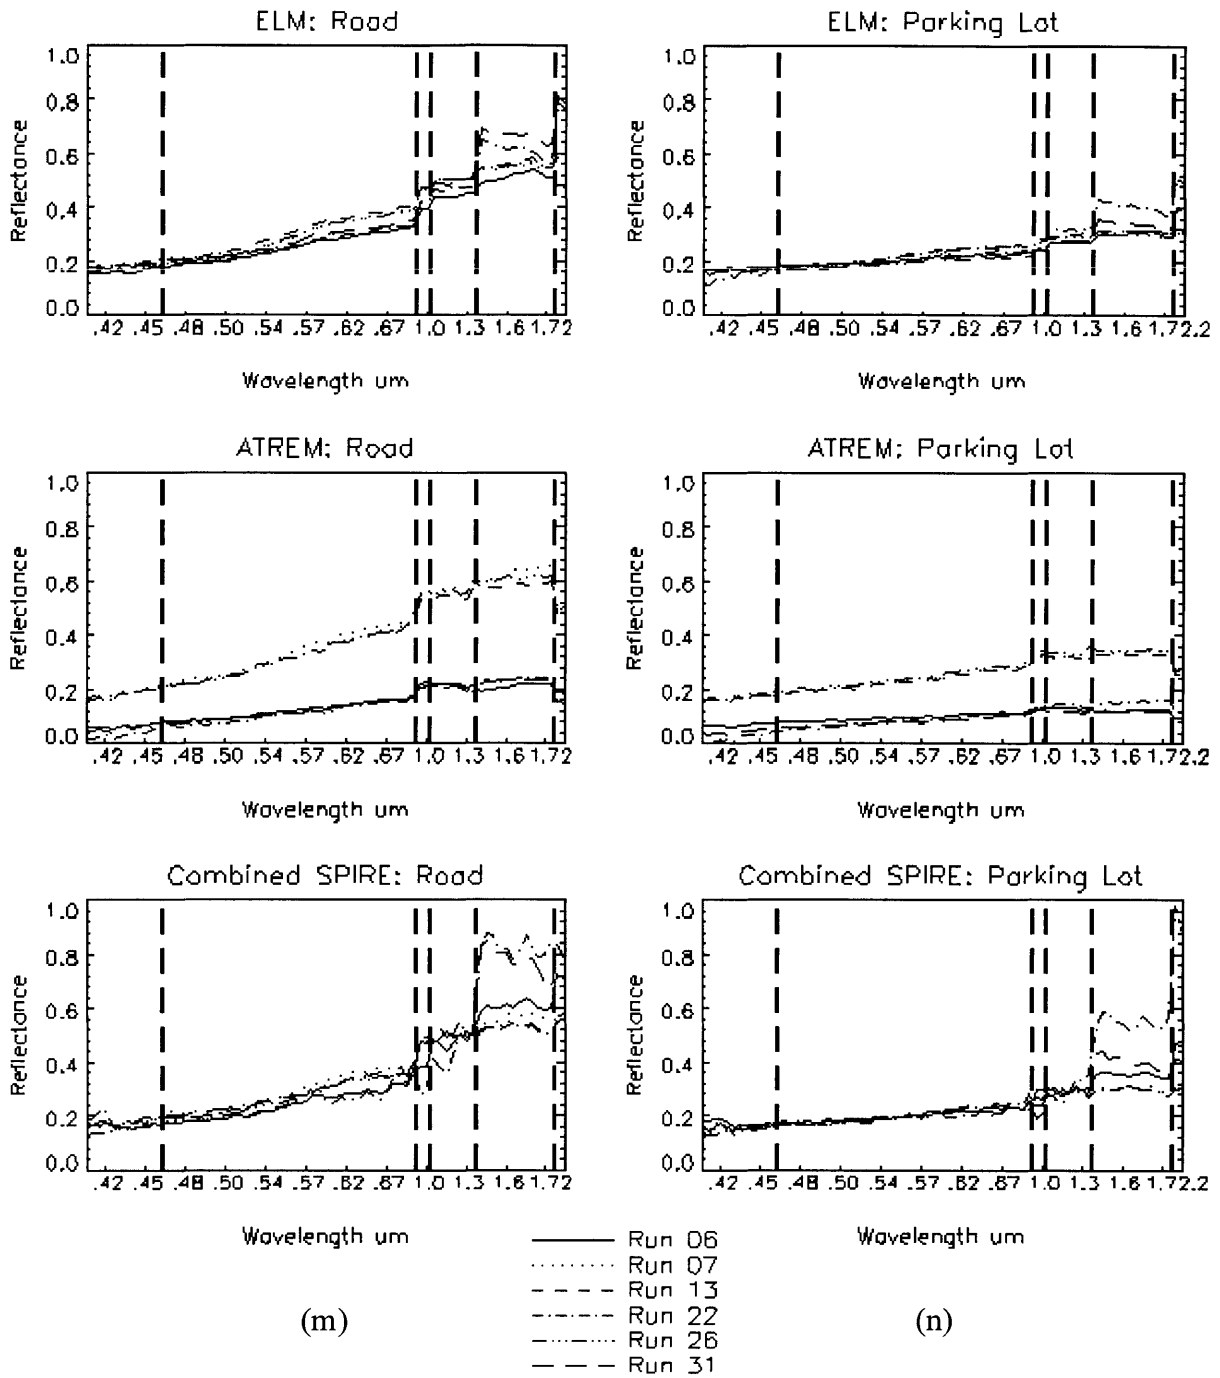 ELM: Road
ELM: Parking Lot
1.0
0.8
0.6
0.4
0.2
0.0
Reflectance
.42 .45 .48 .50 .54 .57 .62 .67 1.0 1.3 1.6 1.72
Wavelength um
1.0
0.8
0.6
0.4
0.2
0.0
Reflectance
.42 .45 .48 .50 .54 .57 .62 .67 1.0 1.3 1.6 1.72.2
Wavelength um
ATREM: Road
ATREM: Parking Lot
1.0
0.8
0.6
0.4
0.2
0.0
Reflectance
.42 .45 .48 .50 .54 .57 .62 .67 1.0 1.3 1.6 1.72
Wavelength um
1.0
0.8
0.6
0.4
0.2
0.0
Reflectance
.42 .45 .48 .50 .54 .57 .62 .67 1.0 1.3 1.6 1.72.2
Wavelength um
Combined SPIRE: Road
Combined SPIRE: Parking Lot
1.0
0.8
0.6
0.4
0.2
0.0
Reflectance
.42 .45 .48 .50 .54 .57 .62 .67 1.0 1.3 1.6 1.72
Wavelength um
1.0
0.8
0.6
0.4
0.2
0.0
Reflectance
.42 .45 .48 .50 .54 .57 .62 .67 1.0 1.3 1.6 1.72.2
Wavelength um
Run 06
Run 07
Run 13
Run 22
Run 26
Run 31
(m)
(n)